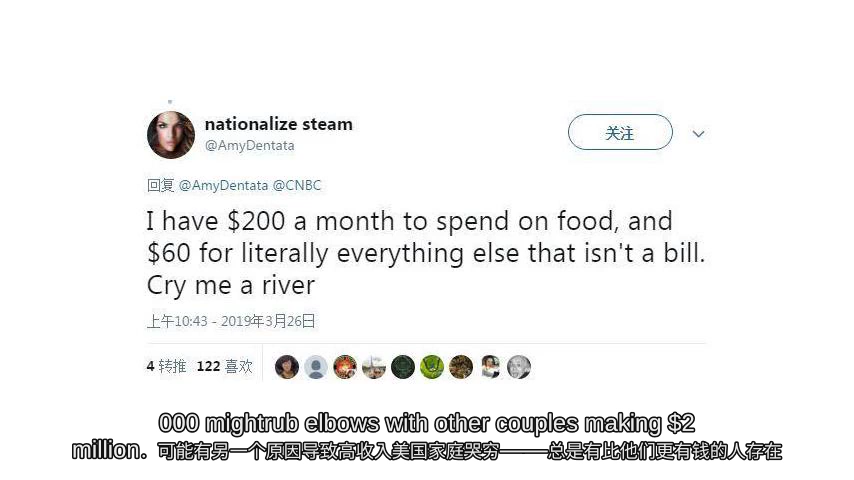 nationalize steam
@AmyDentata
关注
回复 @AmyDentata @CNBC
I have $200 a month to spend on food, and
$60 for literally everything else that isn't a bill.
Cry me a river
上午10:43 - 2019年3月26日
4 转推 122 喜欢
000 mightrub elbows with other couples making $2
million. 可能有另一个原因导致高收入美国家庭哭穷———总是有比他们更有钱的人存在